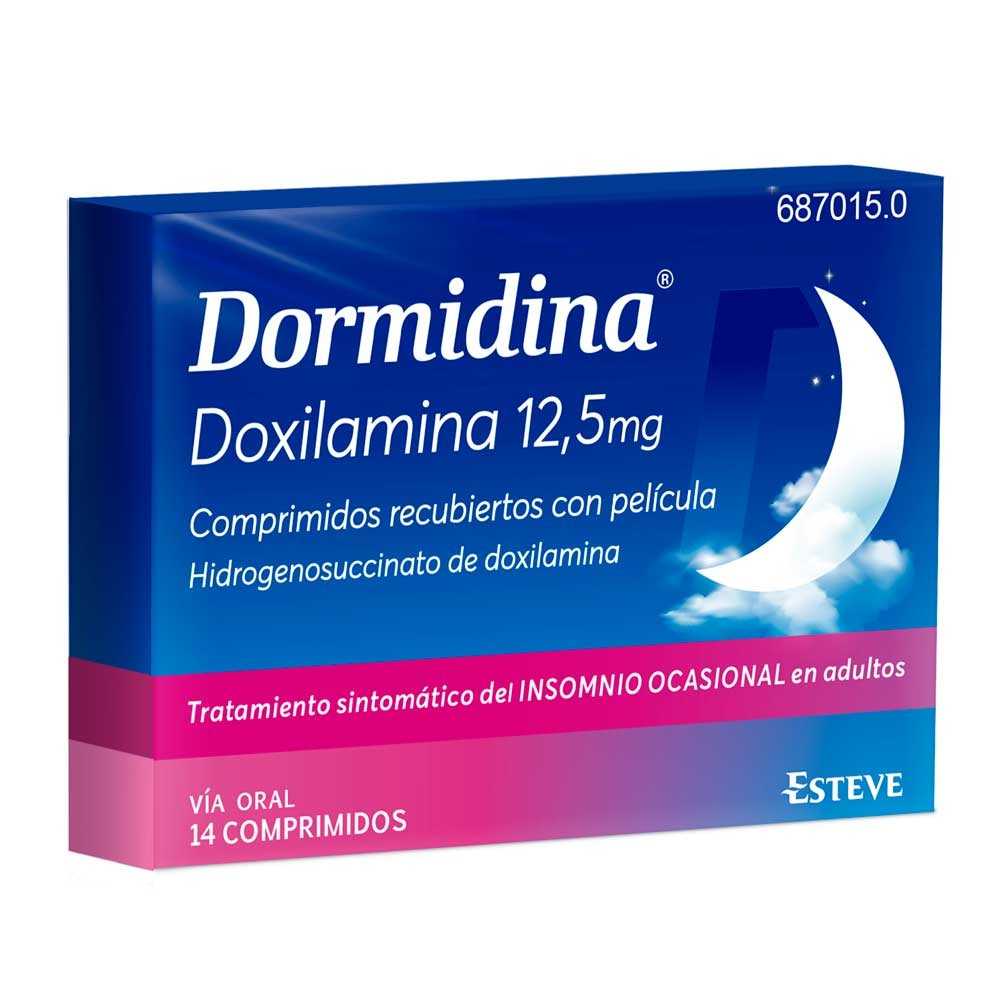 687015.0
Dormidina®
Doxilamina 12,5mg
Comprimidos recubiertos con película
Hidrogenosuccinato de doxilamina
Tratamiento sintomático del INSOMNIO OCASIONAL en adultos
VÍA ORAL
14 COMPRIMIDOS
ESTEVE